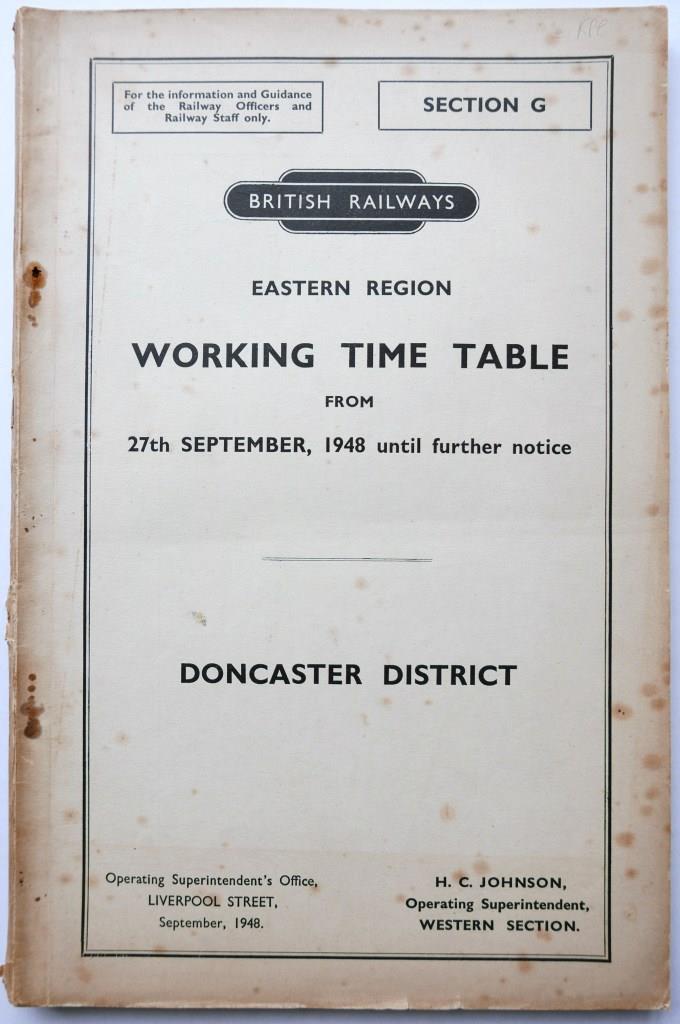 For the information and Guidance
of the Railway Officers and
Railway Staff only.
SECTION G
BRITISH RAILWAYS
EASTERN REGION
WORKING TIME TABLE
FROM
27th SEPTEMBER, 1948 until further notice
DONCASTER DISTRICT
Operating Superintendent's Office,
LIVERPOOL STREET,
September, 1948.
H. C. JOHNSON,
Operating Superintendent,
WESTERN SECTION.